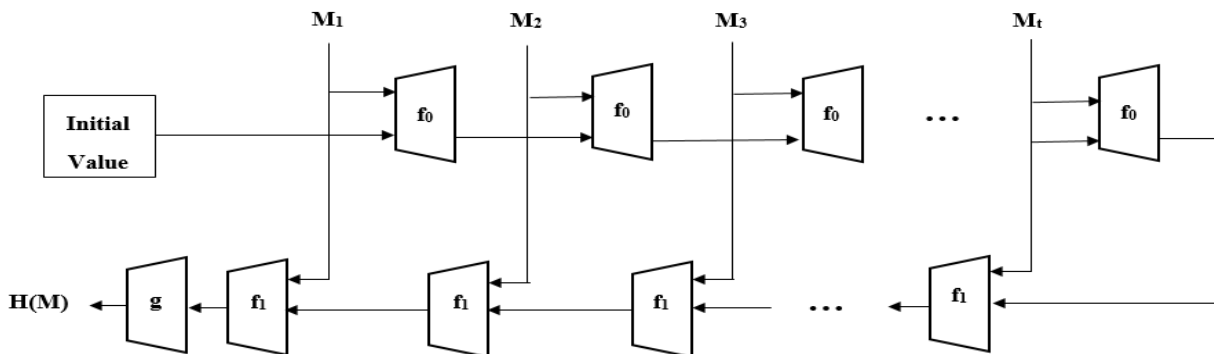 M₁ M₂ M₃ Mₜ
f₀ f₀ f₀ ... f₀
Initial
Value
H(M) g f₁ f₁ f₁ ... f₁